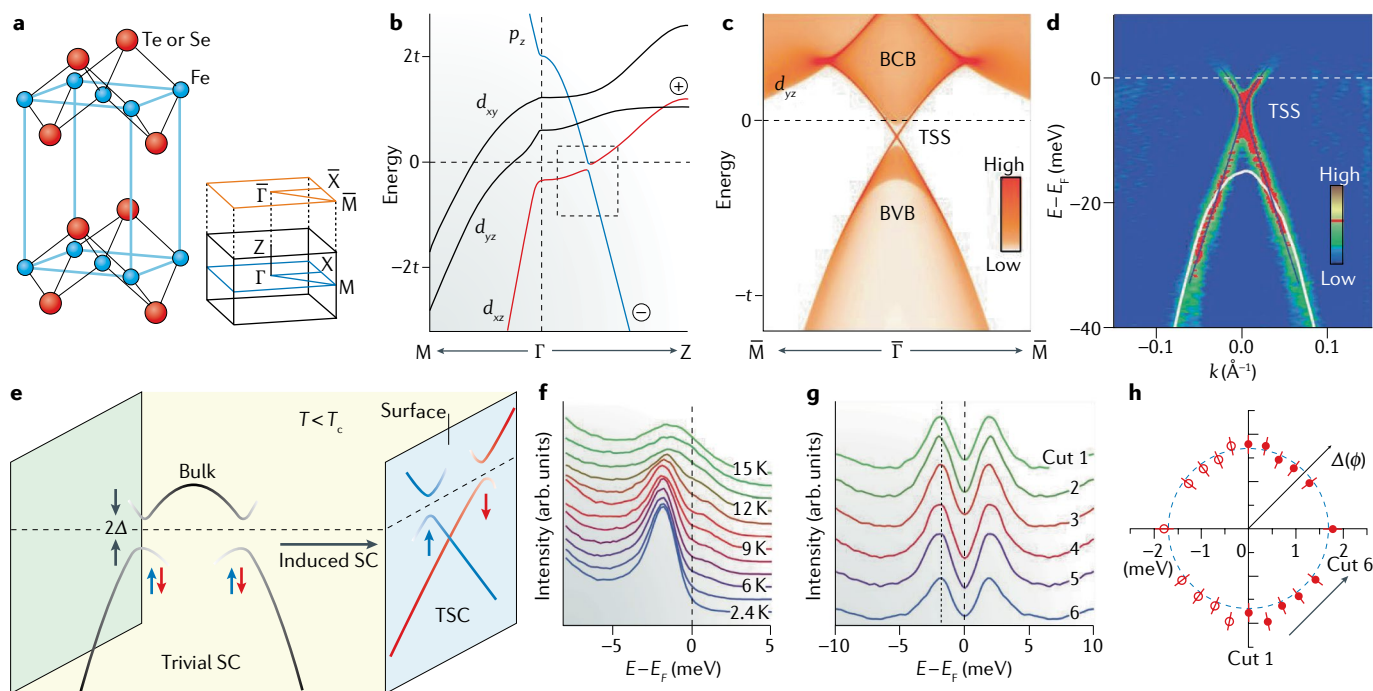 a
Te or Se
Fe
Γ̅
X̅
M̅
Z
Γ
X
M
b
Energy
2t
0
−2t
p_z
d_xy
d_yz
d_xz
+
−
M
Γ
Z
c
Energy
d_yz
0
−t
BCB
TSS
BVB
High
Low
M̅
Γ̅
M̅
d
E – E_F (meV)
0
−20
−40
TSS
High
Low
−0.1
0.0
0.1
k (Å⁻¹)
e
T < T_c
Surface
Bulk
2Δ
Induced SC
TSC
Trivial SC
f
Intensity (arb. units)
15 K
12 K
9 K
6 K
2.4 K
−5
0
5
E – E_F (meV)
g
Intensity (arb. units)
Cut 1
2
3
4
5
6
−10
−5
0
5
10
E – E_F (meV)
h
Δ(ϕ)
−2
−1
0
1
2
(meV)
Cut 6
Cut 1